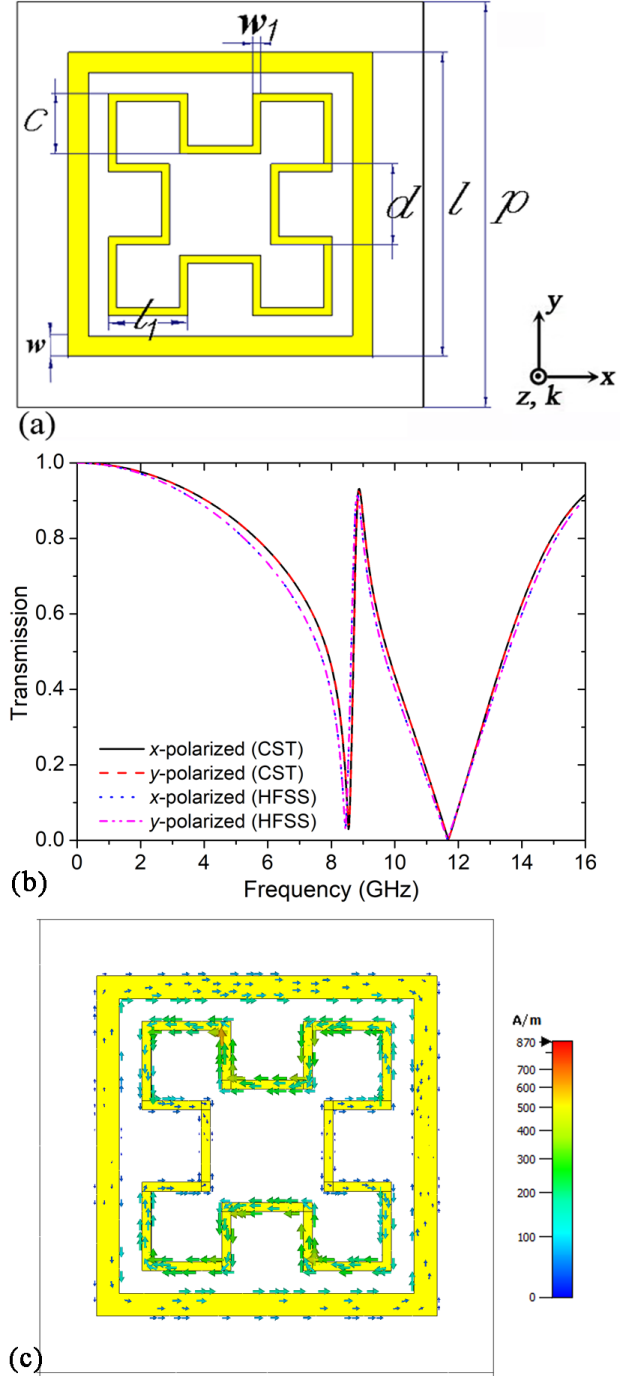 w1
c
d
l
p
l1
w
y
x
z, k
(a)
1.0
0.8
0.6
0.4
0.2
0.0
Transmission
x-polarized (CST)
y-polarized (CST)
x-polarized (HFSS)
y-polarized (HFSS)
0 2 4 6 8 10 12 14 16
Frequency (GHz)
(b)
A/m
870
700
600
500
400
300
200
100
0
(c)